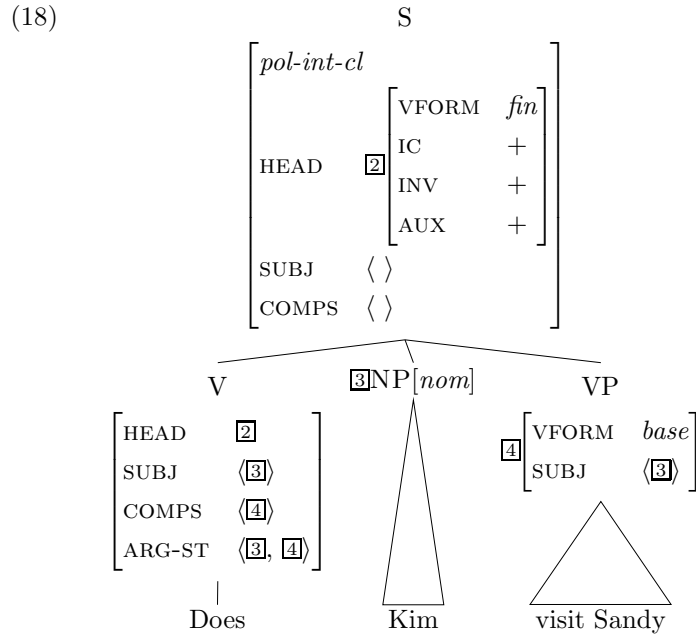 (18) S
pol-int-cl
VFORM fin
IC +
HEAD 2
INV +
AUX +
SUBJ ⟨ ⟩
COMPS ⟨ ⟩
V 3NP[nom] VP
HEAD 2
SUBJ ⟨3⟩
COMPS ⟨4⟩
ARG-ST ⟨3, 4⟩
4
VFORM base
SUBJ ⟨3⟩
Does Kim visit Sandy